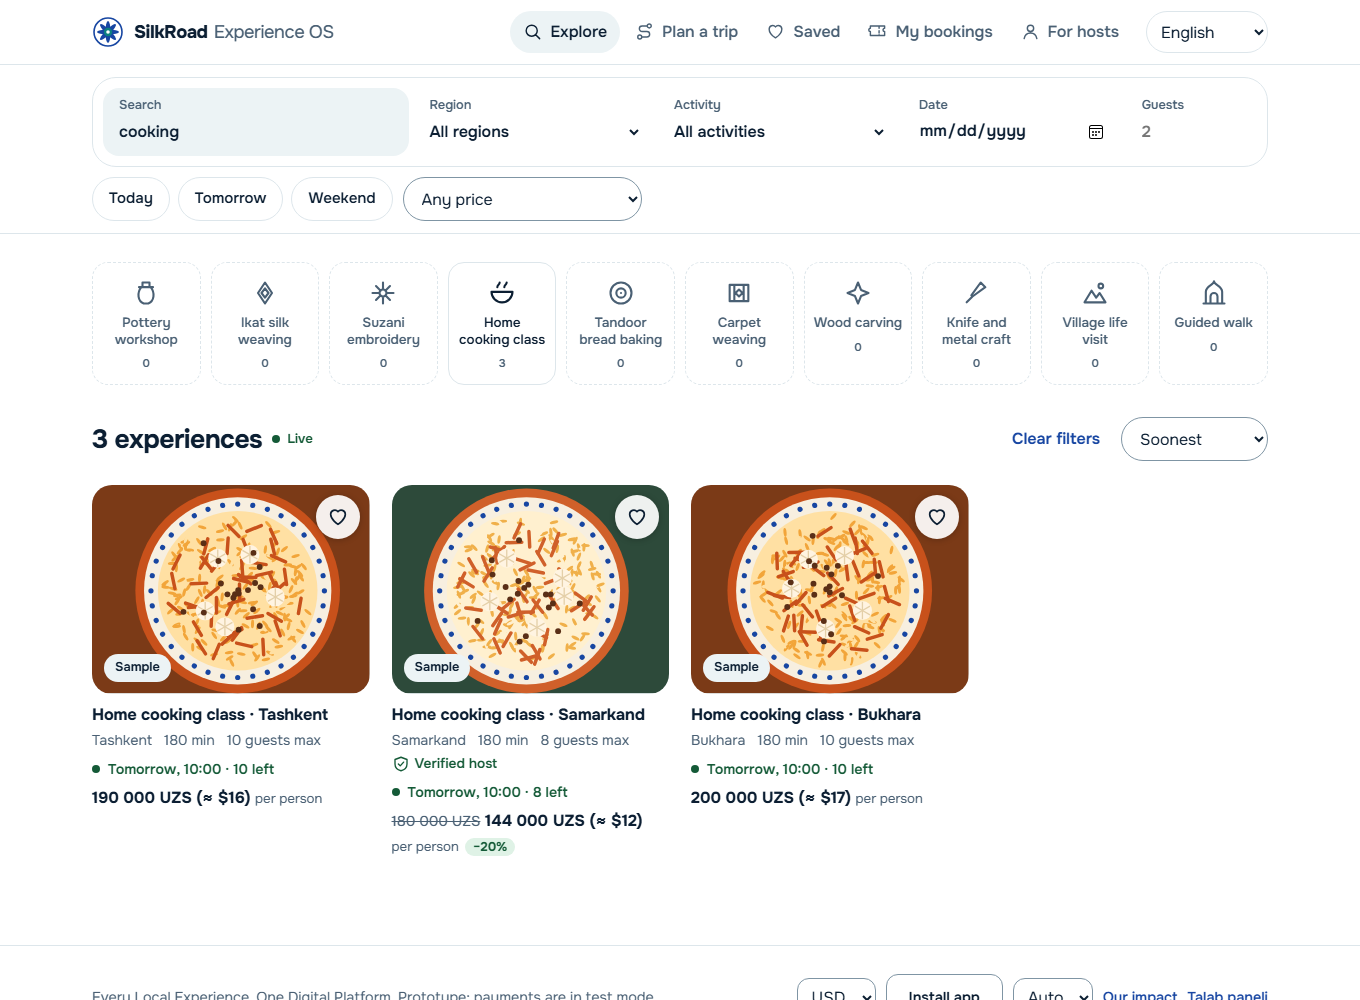 SilkRoad Experience OS
Explore
Plan a trip
Saved
My bookings
For hosts
English
Search
cooking
Region
All regions
Activity
All activities
Date
mm/dd/yyyy
Guests
2
Today
Tomorrow
Weekend
Any price
Pottery
workshop
0
Ikat silk
weaving
0
Suzani
embroidery
0
Home
cooking class
3
Tandoor
bread baking
0
Carpet
weaving
0
Wood carving
0
Knife and
metal craft
0
Village life
visit
0
Guided walk
0
3 experiences
Live
Clear filters
Soonest
Sample
Home cooking class · Tashkent
Tashkent 180 min 10 guests max
Tomorrow, 10:00 · 10 left
190 000 UZS (≈ $16) per person
Sample
Home cooking class · Samarkand
Samarkand 180 min 8 guests max
Verified host
Tomorrow, 10:00 · 8 left
180 000 UZS 144 000 UZS (≈ $12)
per person −20%
Sample
Home cooking class · Bukhara
Bukhara 180 min 10 guests max
Tomorrow, 10:00 · 10 left
200 000 UZS (≈ $17) per person
Every Local Experience. One Digital Platform. Prototype: payments are in test mode.
USD
Install app
Auto
Our impact
Talab paneli